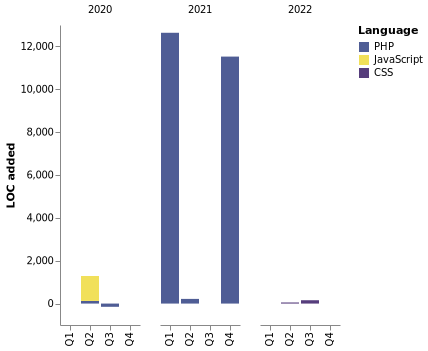 2020 2021 2022
Language
PHP
JavaScript
CSS
LOC added
12,000
10,000
8,000
6,000
4,000
2,000
0
Q1 Q2 Q3 Q4 Q1 Q2 Q3 Q4 Q1 Q2 Q3 Q4